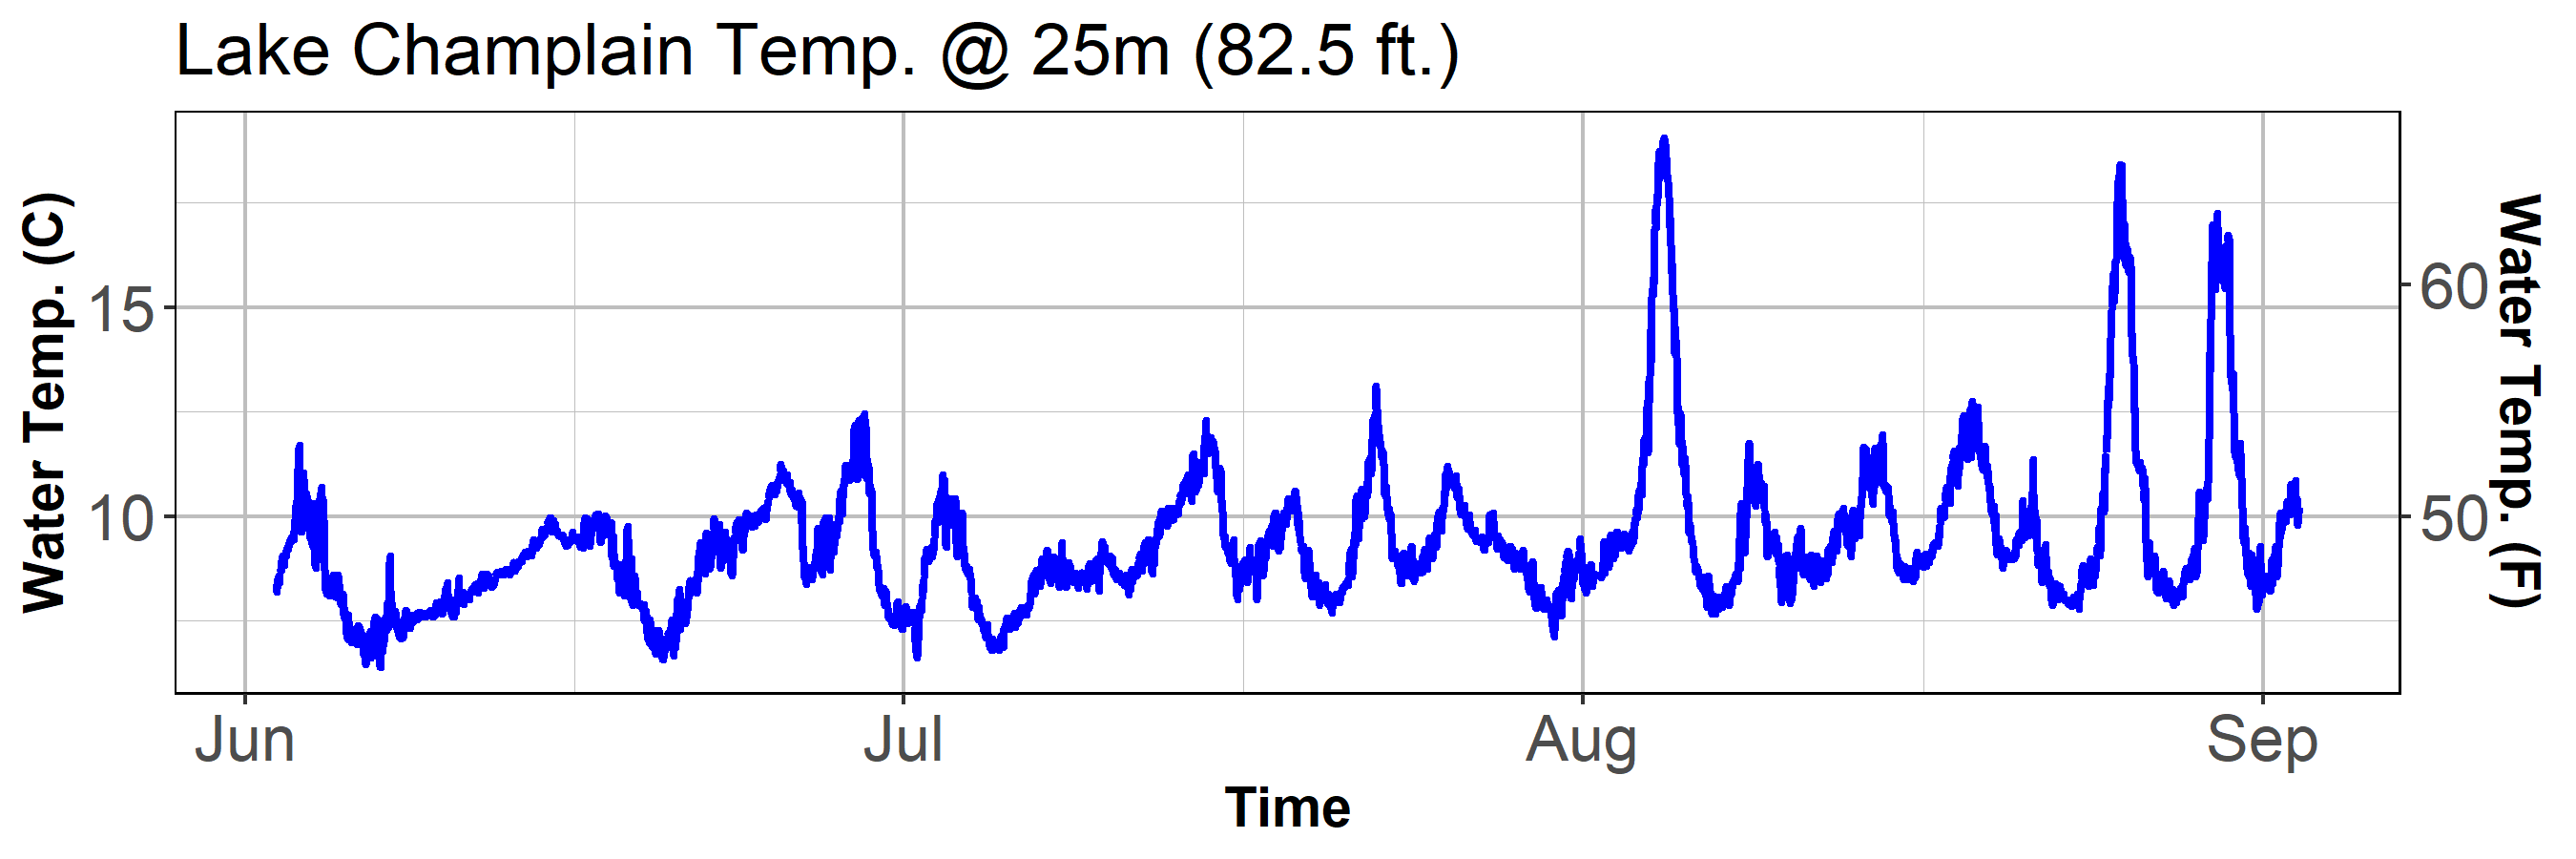 Lake Champlain Temp. @ 25m (82.5 ft.)
Water Temp. (C)
15
10
60
50
Water Temp. (F)
Jun
Jul
Aug
Sep
Time